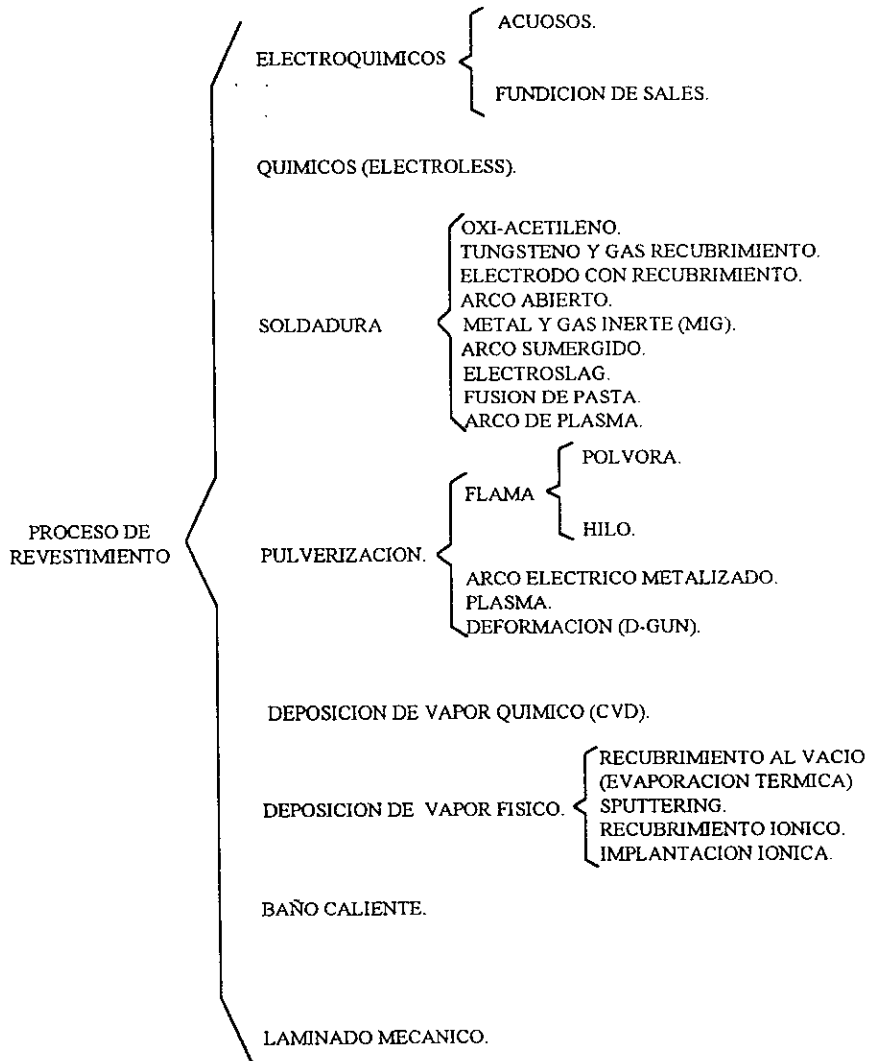 ELECTROQUIMICOS
ACUOSOS.
FUNDICION DE SALES.
QUIMICOS (ELECTROLESS).
SOLDADURA
OXI-ACETILENO.
TUNGSTENO Y GAS RECUBRIMIENTO.
ELECTRODO CON RECUBRIMIENTO.
ARCO ABIERTO.
METAL Y GAS INERTE (MIG).
ARCO SUMERGIDO.
ELECTROSLAG.
FUSION DE PASTA.
ARCO DE PLASMA.
PROCESO DE
REVESTIMIENTO
PULVERIZACION.
FLAMA
POLVORA.
HILO.
ARCO ELECTRICO METALIZADO.
PLASMA.
DEFORMACION (D-GUN).
DEPOSICION DE VAPOR QUIMICO (CVD).
DEPOSICION DE VAPOR FISICO.
RECUBRIMIENTO AL VACIO
(EVAPORACION TERMICA)
SPUTTERING.
RECUBRIMIENTO IONICO.
IMPLANTACION IONICA.
BAÑO CALIENTE.
LAMINADO MECANICO.